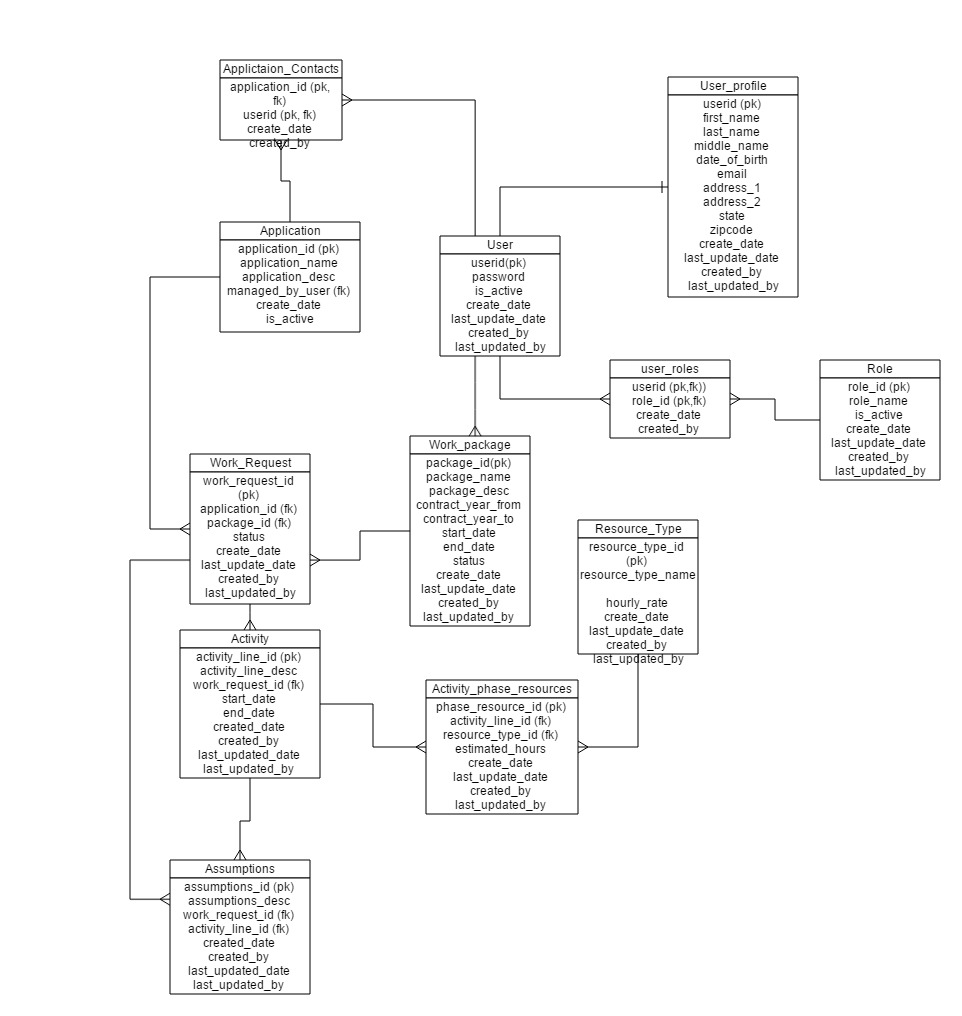 Applictaion_Contacts
application_id (pk,
fk)
userid (pk, fk)
create_date
created_by
User_profile
userid (pk)
first_name
last_name
middle_name
date_of_birth
email
address_1
address_2
state
zipcode
create_date
last_update_date
created_by
last_updated_by
Application
application_id (pk)
application_name
application_desc
managed_by_user (fk)
create_date
is_active
User
userid(pk)
password
is_active
create_date
last_update_date
created_by
last_updated_by
user_roles
userid (pk,fk))
role_id (pk,fk)
create_date
created_by
Role
role_id (pk)
role_name
is_active
create_date
last_update_date
created_by
last_updated_by
Work_Request
work_request_id
(pk)
application_id (fk)
package_id (fk)
status
create_date
last_update_date
created_by
last_updated_by
Work_package
package_id(pk)
package_name
package_desc
contract_year_from
contract_year_to
start_date
end_date
status
create_date
last_update_date
created_by
last_updated_by
Resource_Type
resource_type_id
(pk)
resource_type_name
hourly_rate
create_date
last_update_date
created_by
last_updated_by
Activity
activity_line_id (pk)
activity_line_desc
work_request_id (fk)
start_date
end_date
created_date
created_by
last_updated_date
last_updated_by
Activity_phase_resources
phase_resource_id (pk)
activity_line_id (fk)
resource_type_id (fk)
estimated_hours
create_date
last_update_date
created_by
last_updated_by
Assumptions
assumptions_id (pk)
assumptions_desc
work_request_id (fk)
activity_line_id (fk)
created_date
created_by
last_updated_date
last_updated_by